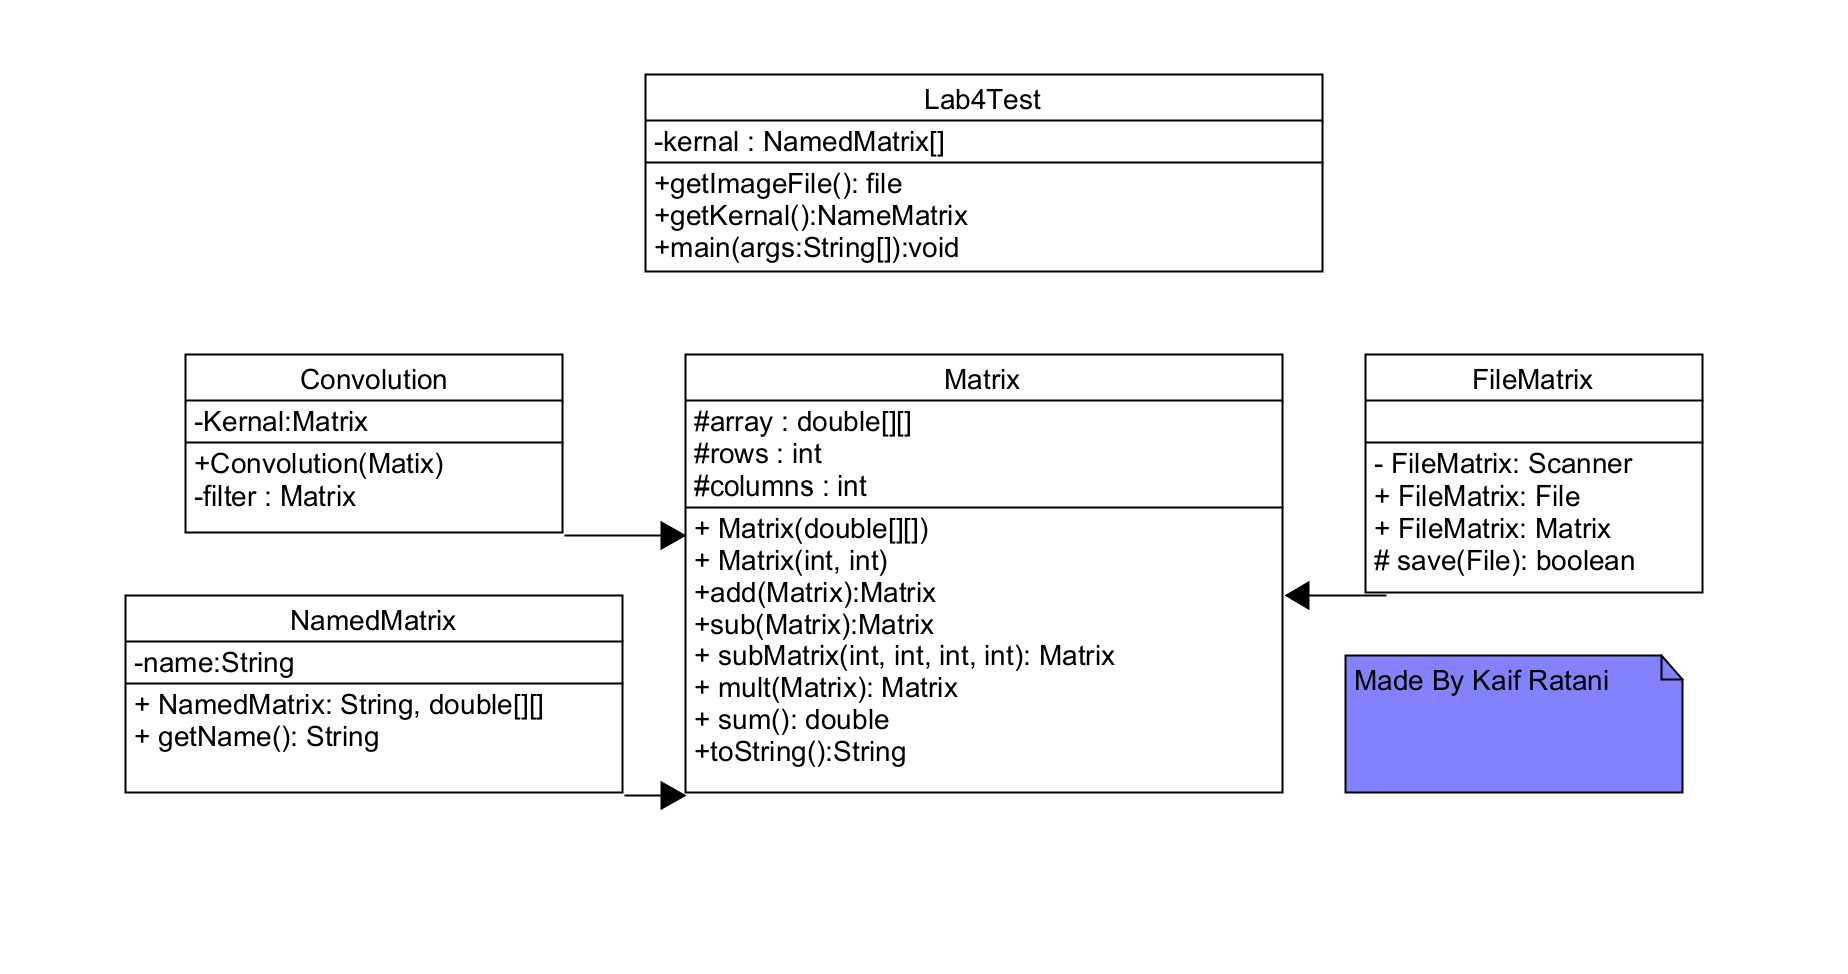 Lab4Test
-kernal : NamedMatrix[]
+getImageFile(): file
+getKernal():NameMatrix
+main(args:String[]):void
Convolution
-Kernal:Matrix
+Convolution(Matix)
-filter : Matrix
Matrix
#array : double[][]
#rows : int
#columns : int
+ Matrix(double[][])
+ Matrix(int, int)
+add(Matrix):Matrix
+sub(Matrix):Matrix
+ subMatrix(int, int, int, int): Matrix
+ mult(Matrix): Matrix
+ sum(): double
+toString():String
FileMatrix
- FileMatrix: Scanner
+ FileMatrix: File
+ FileMatrix: Matrix
# save(File): boolean
NamedMatrix
-name:String
+ NamedMatrix: String, double[][]
+ getName(): String
Made By Kaif Ratani